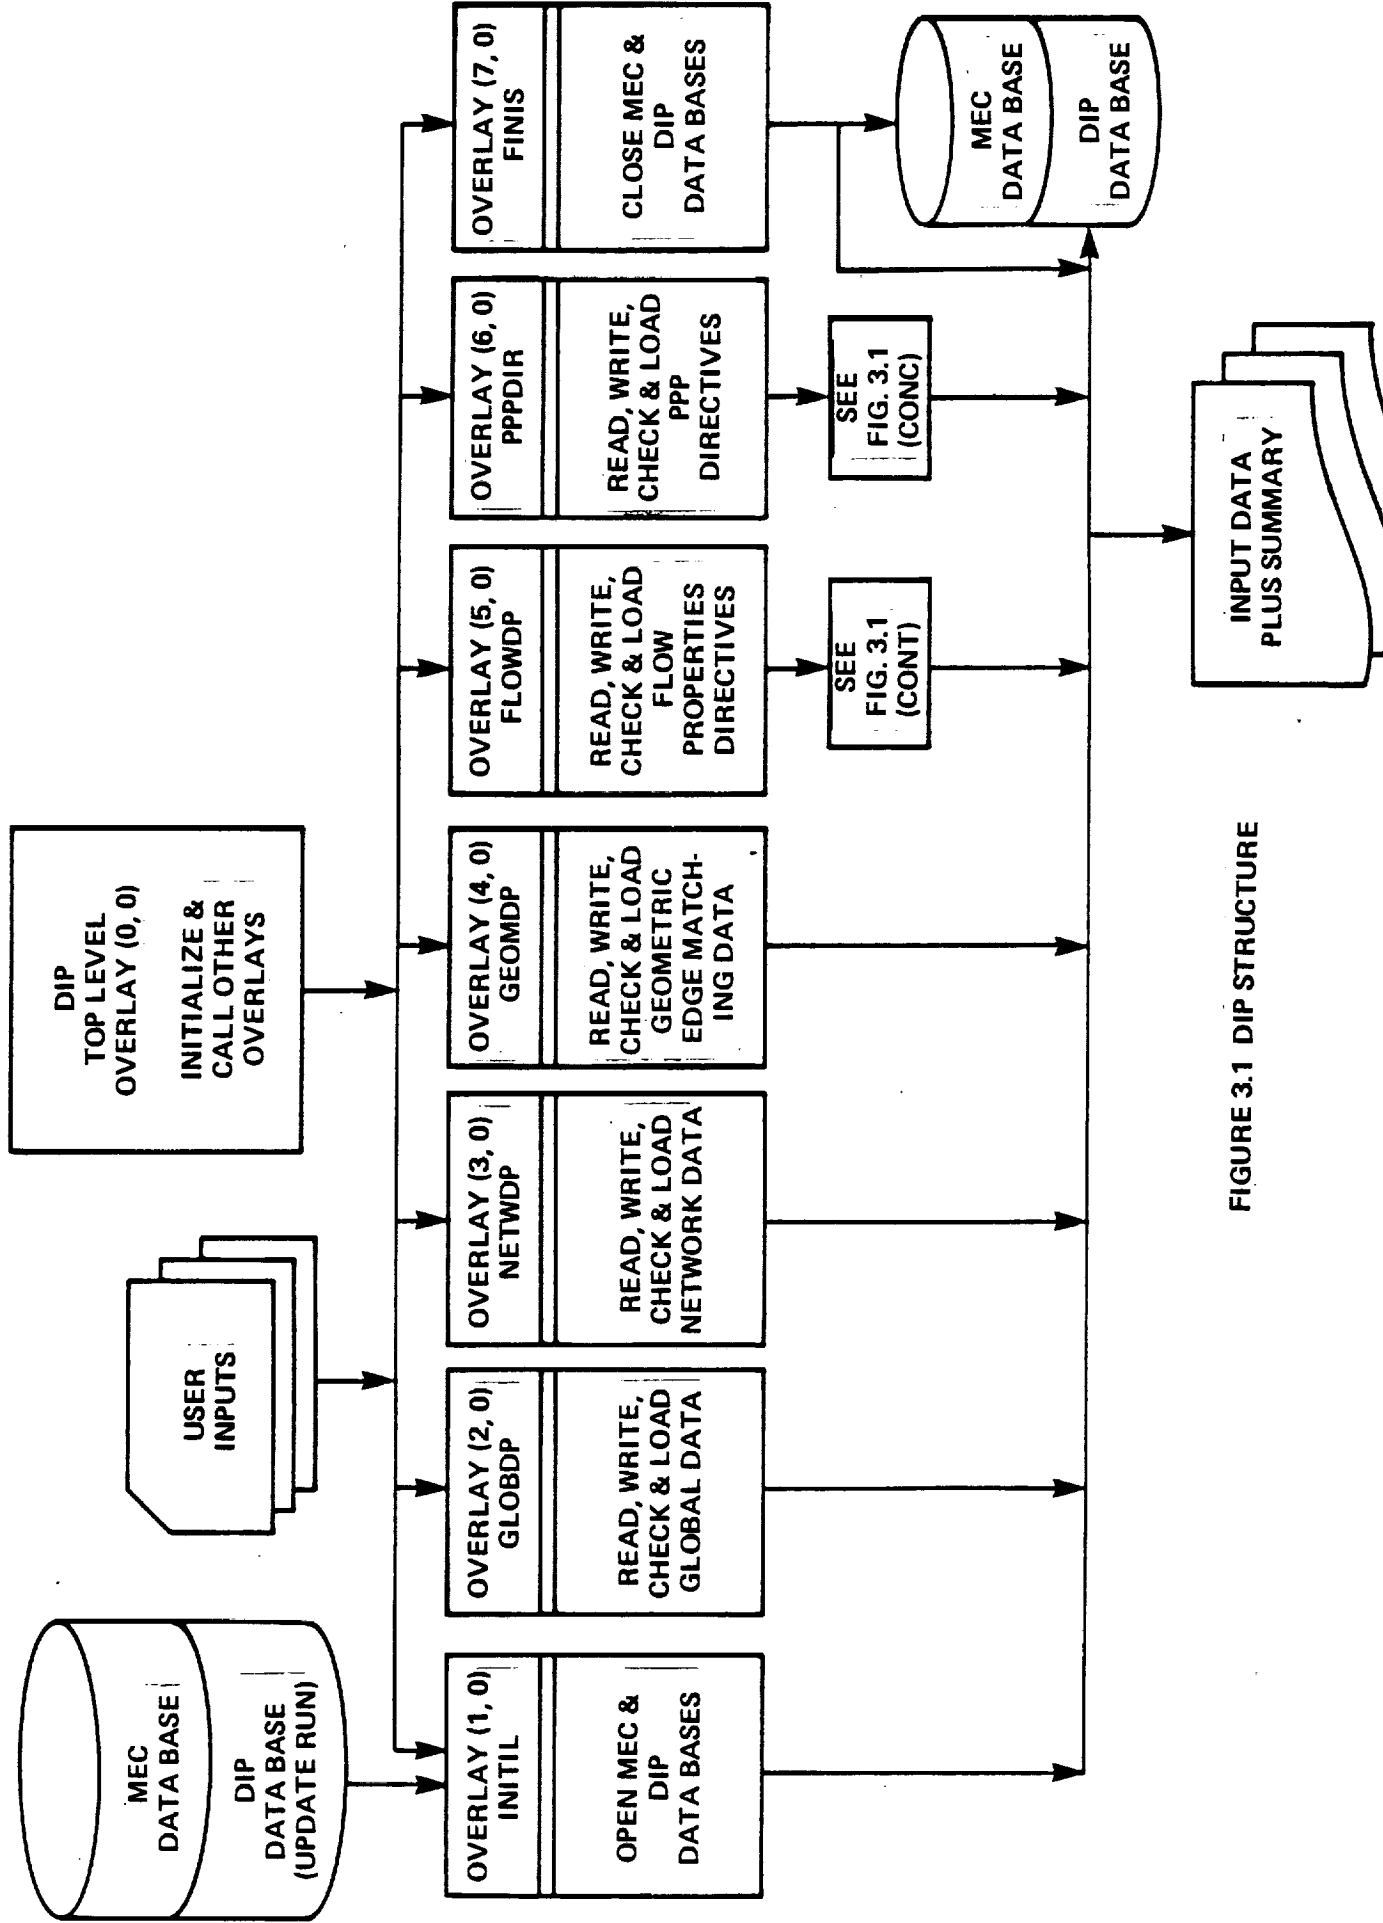 MEC
DATA BASE
DIP
DATA BASE
(UPDATE RUN)
USER
INPUTS
DIP
TOP LEVEL
OVERLAY (0, 0)
INITIALIZE &
CALL OTHER
OVERLAYS
OVERLAY (1, 0)
INITIL
OPEN MEC &
DIP
DATA BASES
OVERLAY (2, 0)
GLOBDP
READ, WRITE,
CHECK & LOAD
GLOBAL DATA
OVERLAY (3, 0)
NETWDP
READ, WRITE,
CHECK & LOAD
NETWORK DATA
OVERLAY (4, 0)
GEOMDP
READ, WRITE,
CHECK & LOAD
GEOMETRIC
EDGE MATCH-
ING DATA
OVERLAY (5, 0)
FLOWDP
READ, WRITE,
CHECK & LOAD
FLOW
PROPERTIES
DIRECTIVES
OVERLAY (6, 0)
PPPDIR
READ, WRITE,
CHECK & LOAD
PPP
DIRECTIVES
OVERLAY (7, 0)
FINIS
CLOSE MEC &
DIP
DATA BASES
SEE
FIG. 3.1
(CONT)
SEE
FIG. 3.1
(CONC)
MEC
DATA BASE
DIP
DATA BASE
INPUT DATA
PLUS SUMMARY
FIGURE 3.1 DIP STRUCTURE